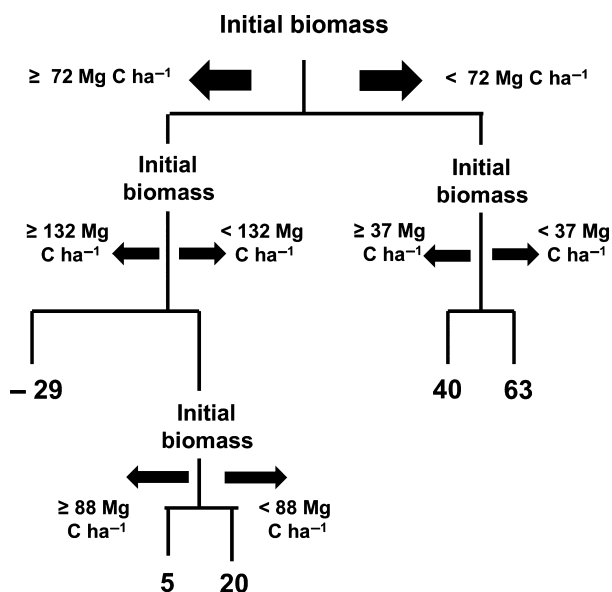 Initial biomass
≥ 72 Mg C ha⁻¹
< 72 Mg C ha⁻¹
Initial
biomass
Initial
biomass
≥ 132 Mg
C ha⁻¹
< 132 Mg
C ha⁻¹
≥ 37 Mg
C ha⁻¹
< 37 Mg
C ha⁻¹
– 29
40
63
Initial
biomass
≥ 88 Mg
C ha⁻¹
< 88 Mg
C ha⁻¹
5
20